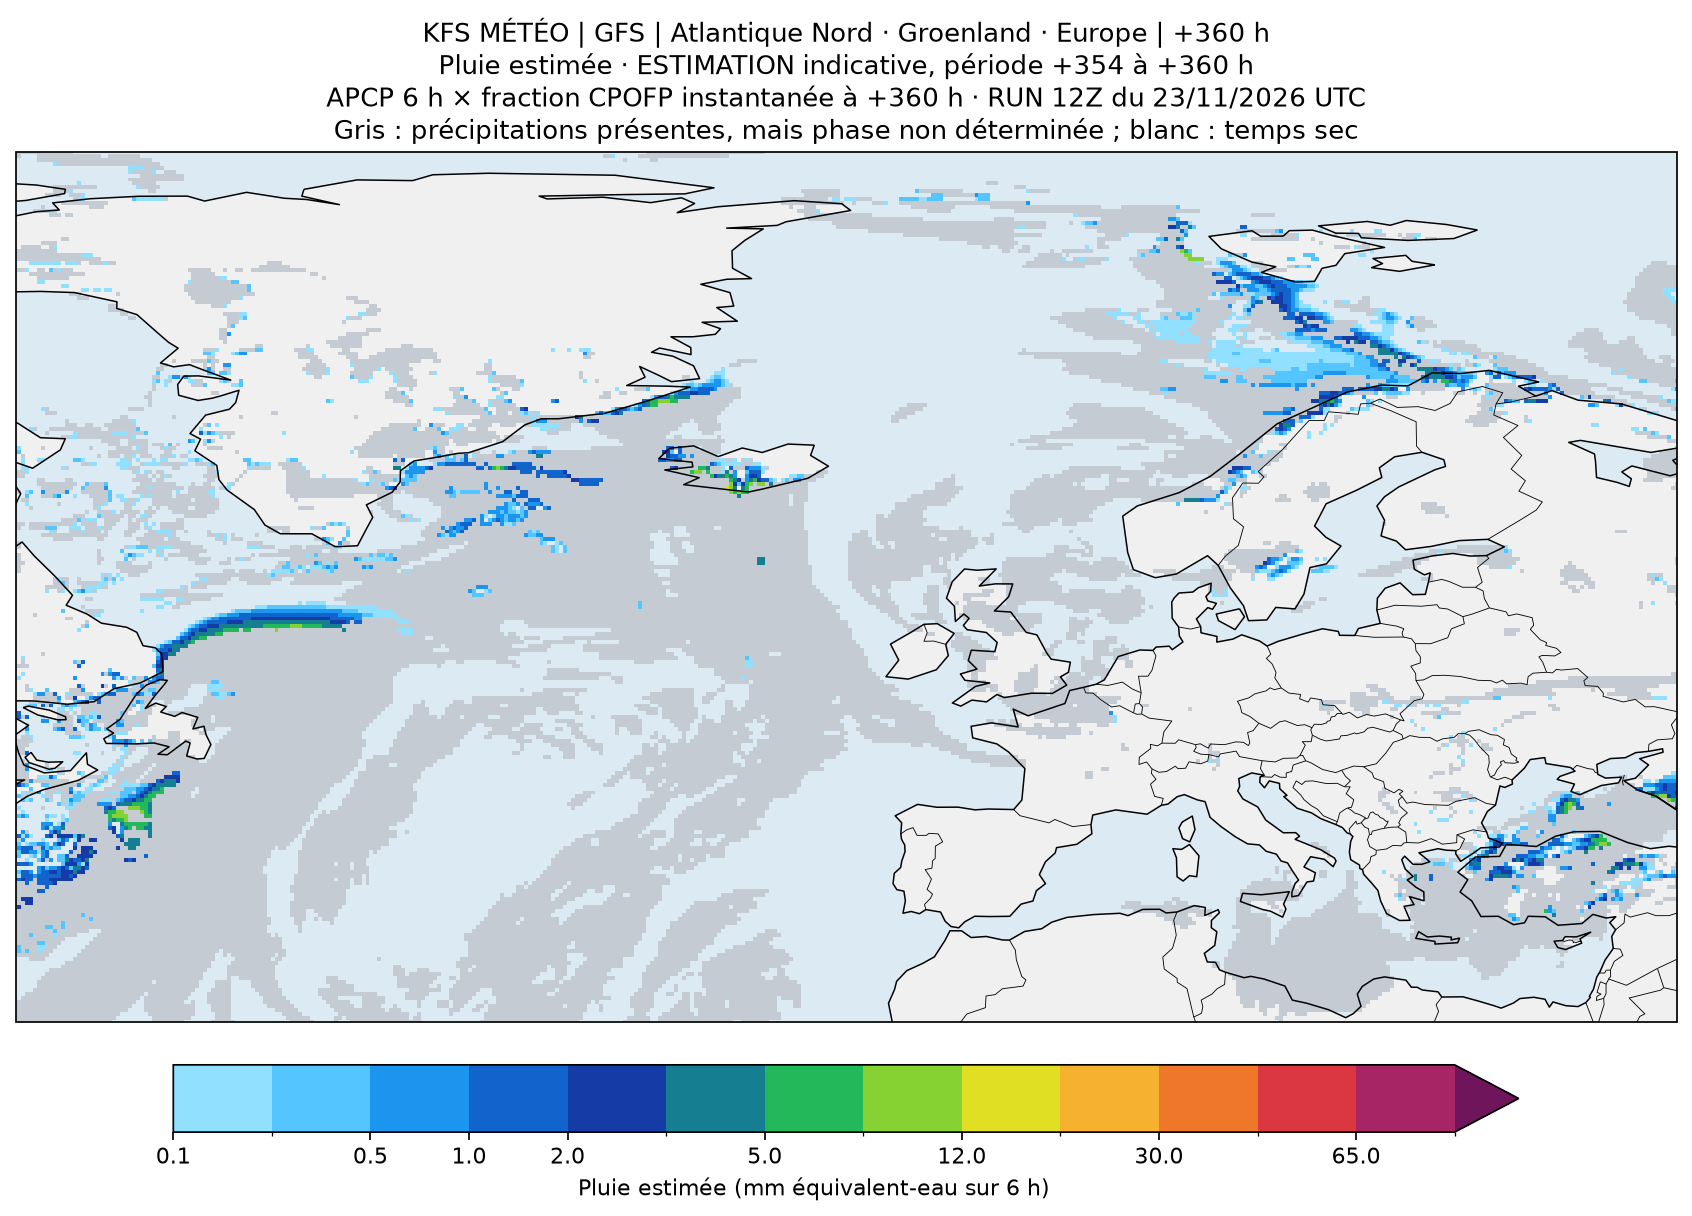 KFS MÉTÉO | GFS | Atlantique Nord · Groenland · Europe | +360 h
Pluie estimée · ESTIMATION indicative, période +354 à +360 h
APCP 6 h × fraction CPOFP instantanée à +360 h · RUN 12Z du 23/11/2026 UTC
Gris : précipitations présentes, mais phase non déterminée ; blanc : temps sec
0.1 0.5 1.0 2.0 5.0 12.0 30.0 65.0
Pluie estimée (mm équivalent-eau sur 6 h)